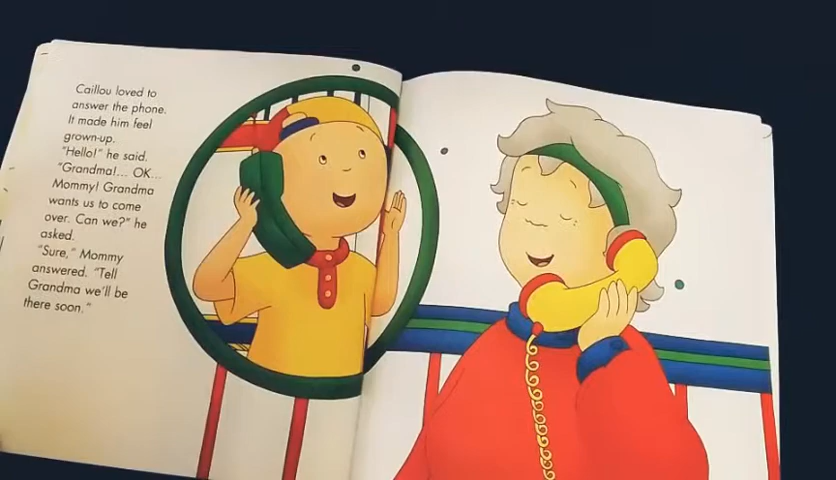 Caillou loved to
answer the phone.
It made him feel
grown-up.
"Hello!" he said.
"Grandma!... OK...
Mommy! Grandma
wants us to come
over. Can we?" he
asked.
"Sure," Mommy
answered. "Tell
Grandma we'll be
there soon."